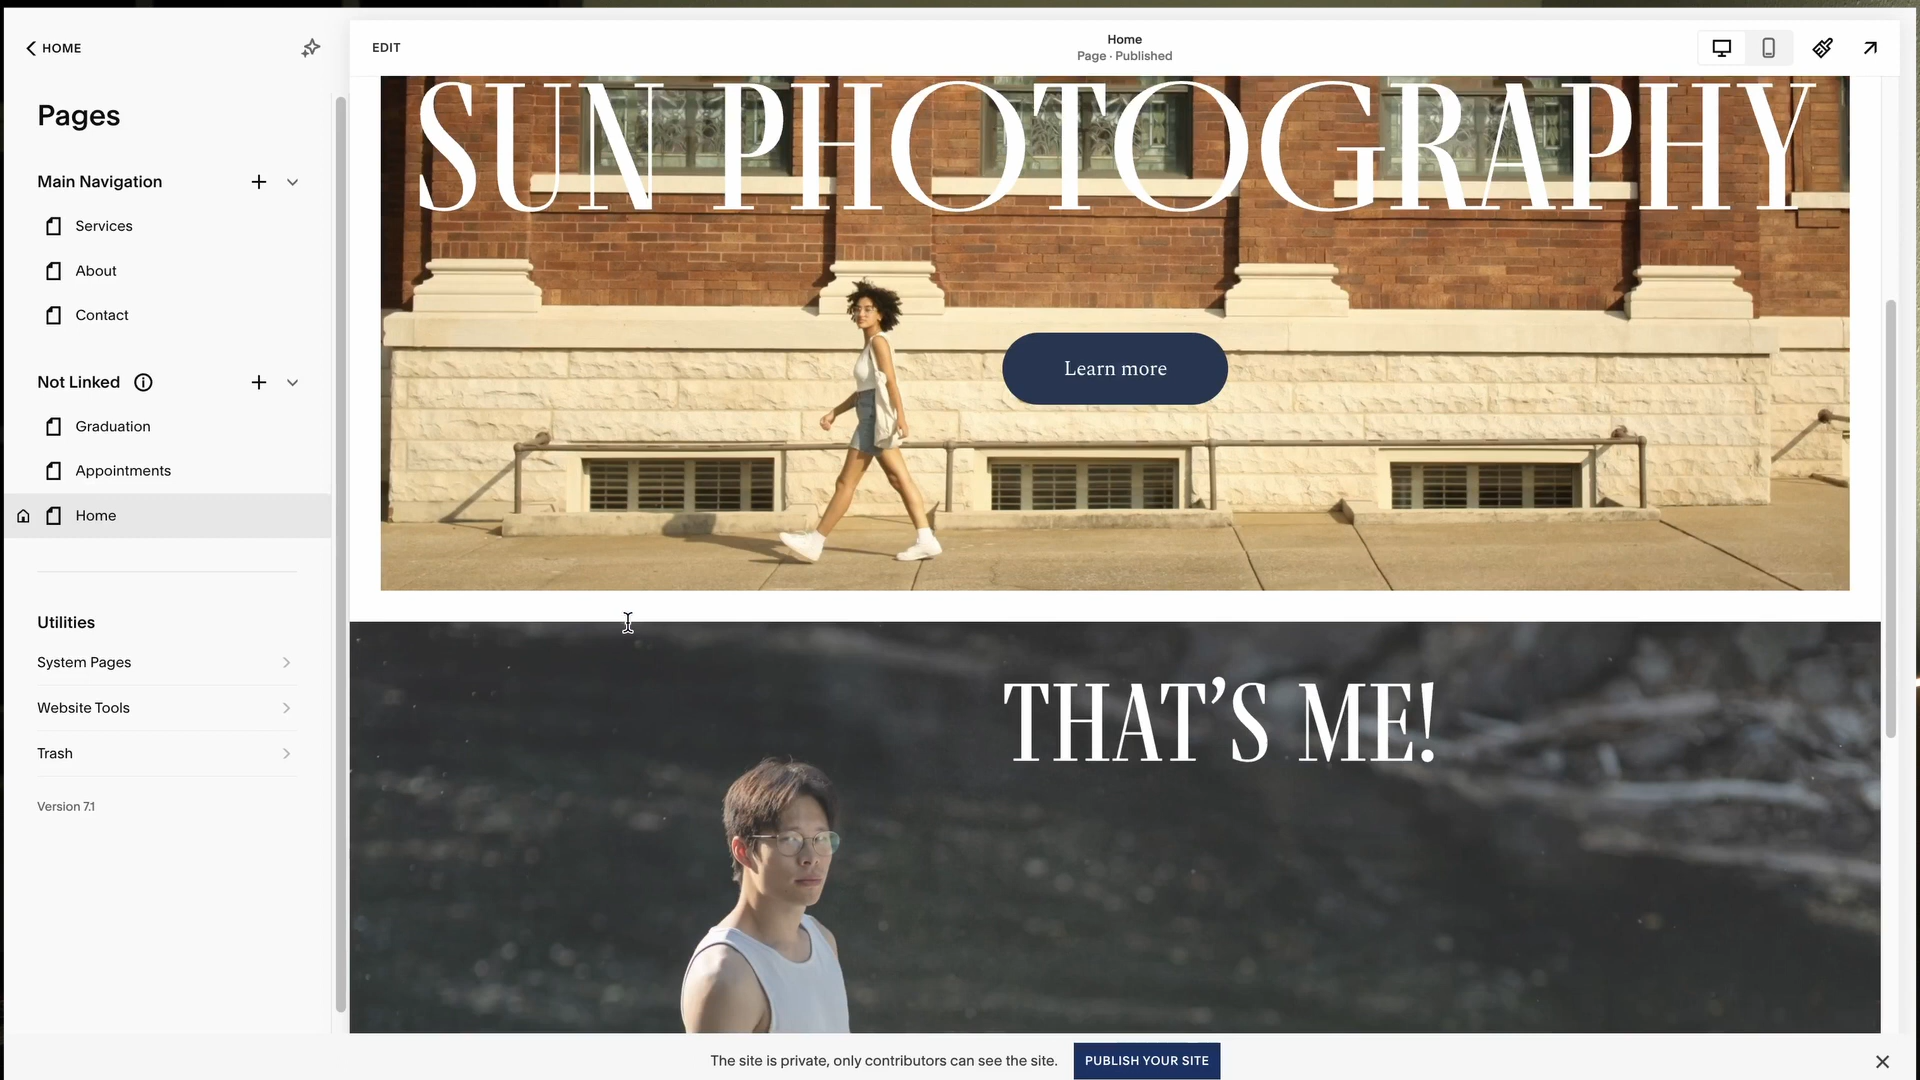 HOME
Pages
Main Navigation
Services
About
Contact
Not Linked
Graduation
Appointments
Home
Utilities
System Pages
Website Tools
Trash
Version 7.1
EDIT
Home
Page · Published
SUN PHOTOGRAPHY
Learn more
THAT’S ME!
The site is private, only contributors can see the site.
PUBLISH YOUR SITE